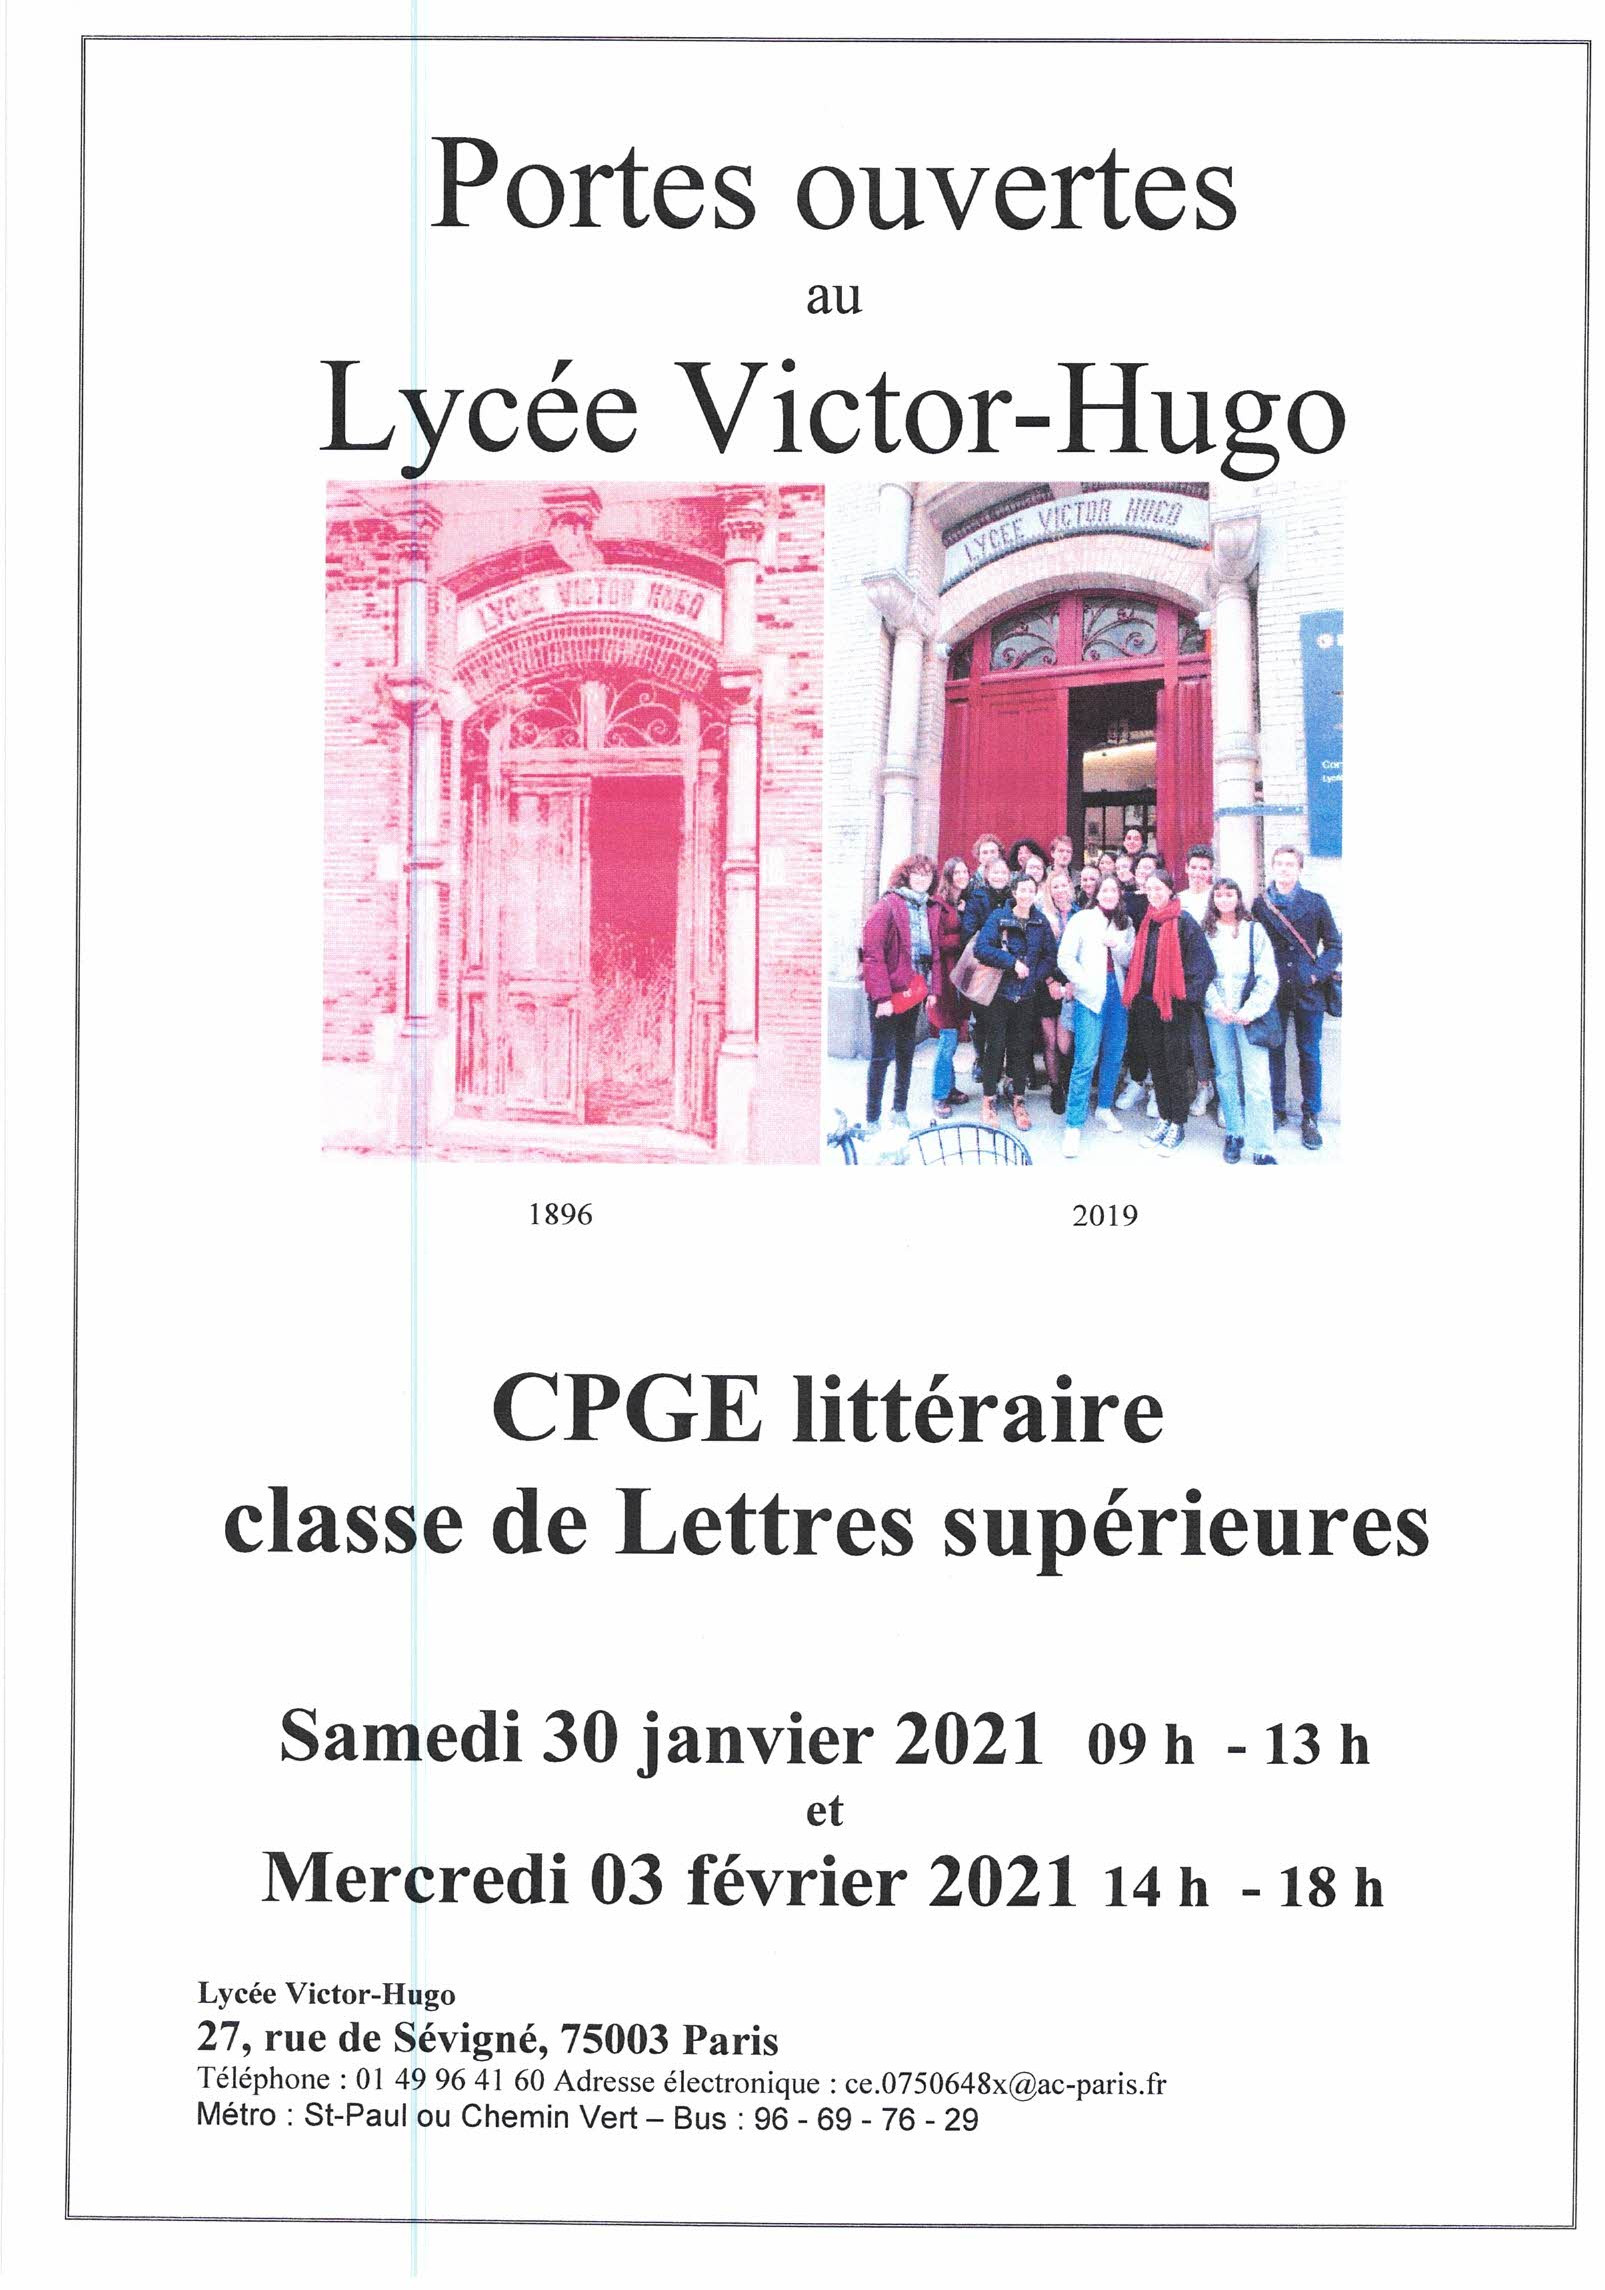 Portes ouvertes
au
Lycée Victor-Hugo
LYCEE VICTOR HUGO
LYCEE VICTOR HUGO
1896
2019
CPGE littéraire
classe de Lettres supérieures
Samedi 30 janvier 2021 09 h - 13 h
et
Mercredi 03 février 2021 14 h - 18 h
Lycée Victor-Hugo
27, rue de Sévigné, 75003 Paris
Téléphone : 01 49 96 41 60 Adresse électronique : ce.0750648x@ac-paris.fr
Métro : St-Paul ou Chemin Vert – Bus : 96 - 69 - 76 - 29